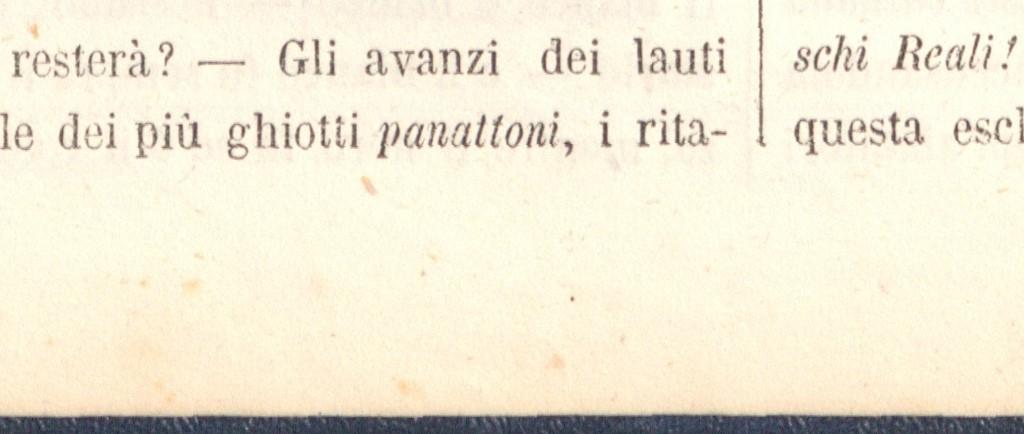 resterà? — Gli avanzi dei lauti
le dei più ghiotti panattoni, i rita-
schi Reali!
questa escl